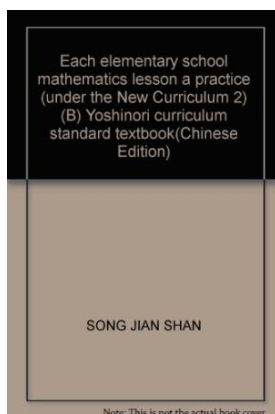 Each elementary school
mathematics lesson a practice
(under the New Curriculum 2)
(B) Yoshinori curriculum
standard textbook(Chinese
Edition)
SONG JIAN SHAN
Note: This is not the actual book cover